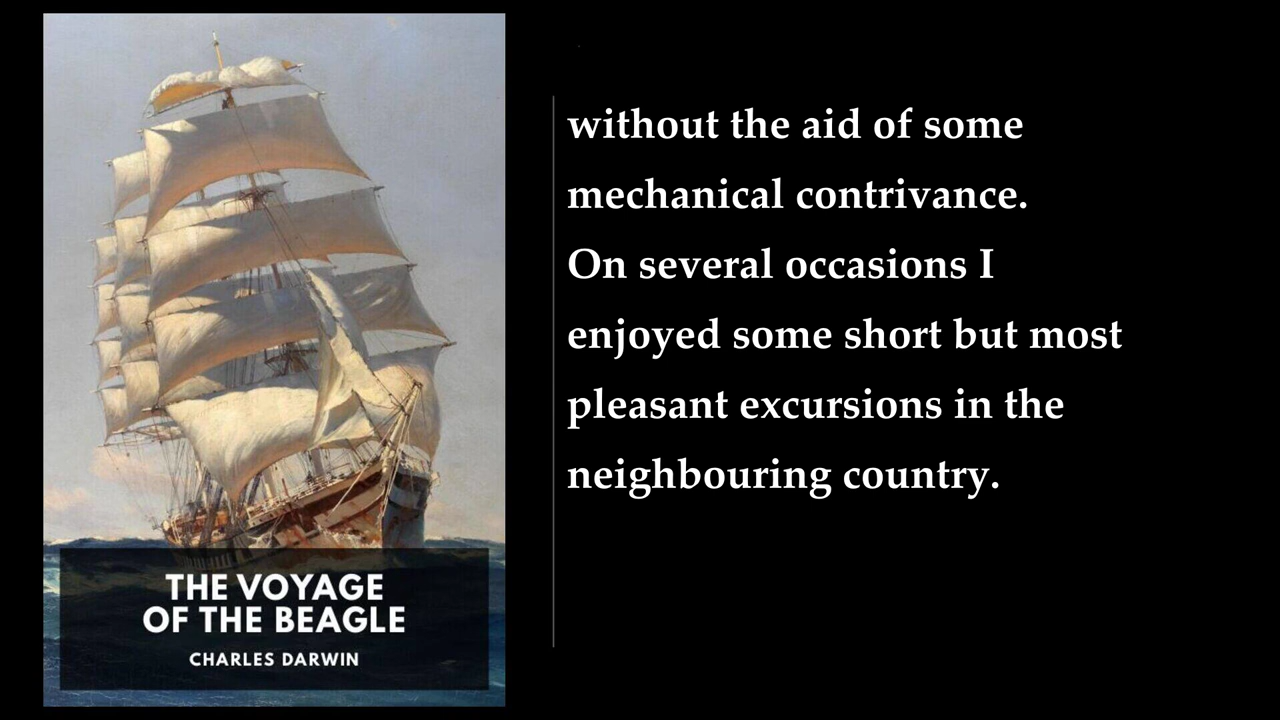 without the aid of some
mechanical contrivance.
On several occasions I
enjoyed some short but most
pleasant excursions in the
neighbouring country.
THE VOYAGE
OF THE BEAGLE
CHARLES DARWIN